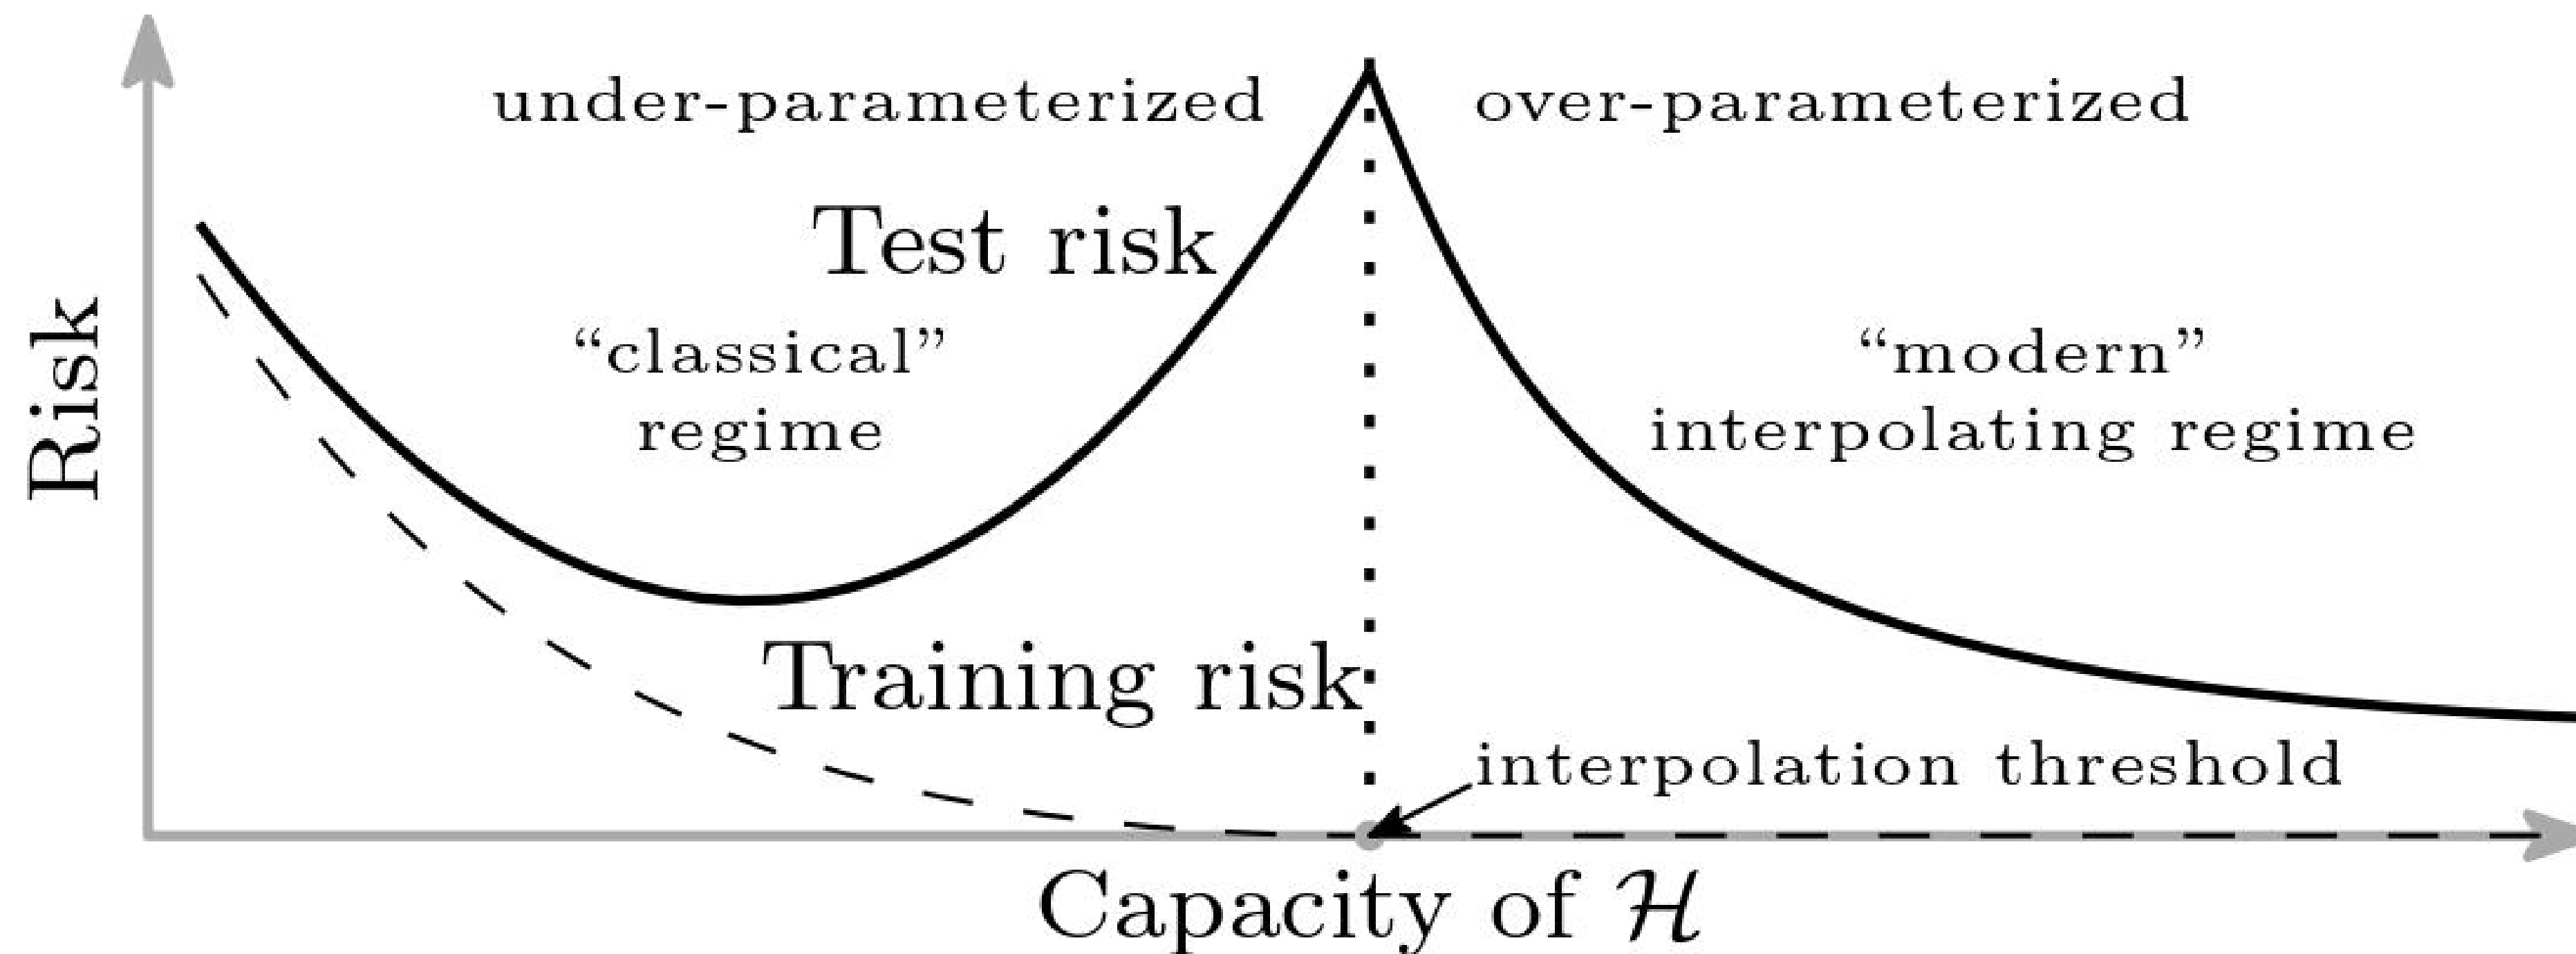 under-parameterized
over-parameterized
Test risk
“classical”
regime
“modern”
interpolating regime
Risk
Training risk
interpolation threshold
Capacity of ℋ